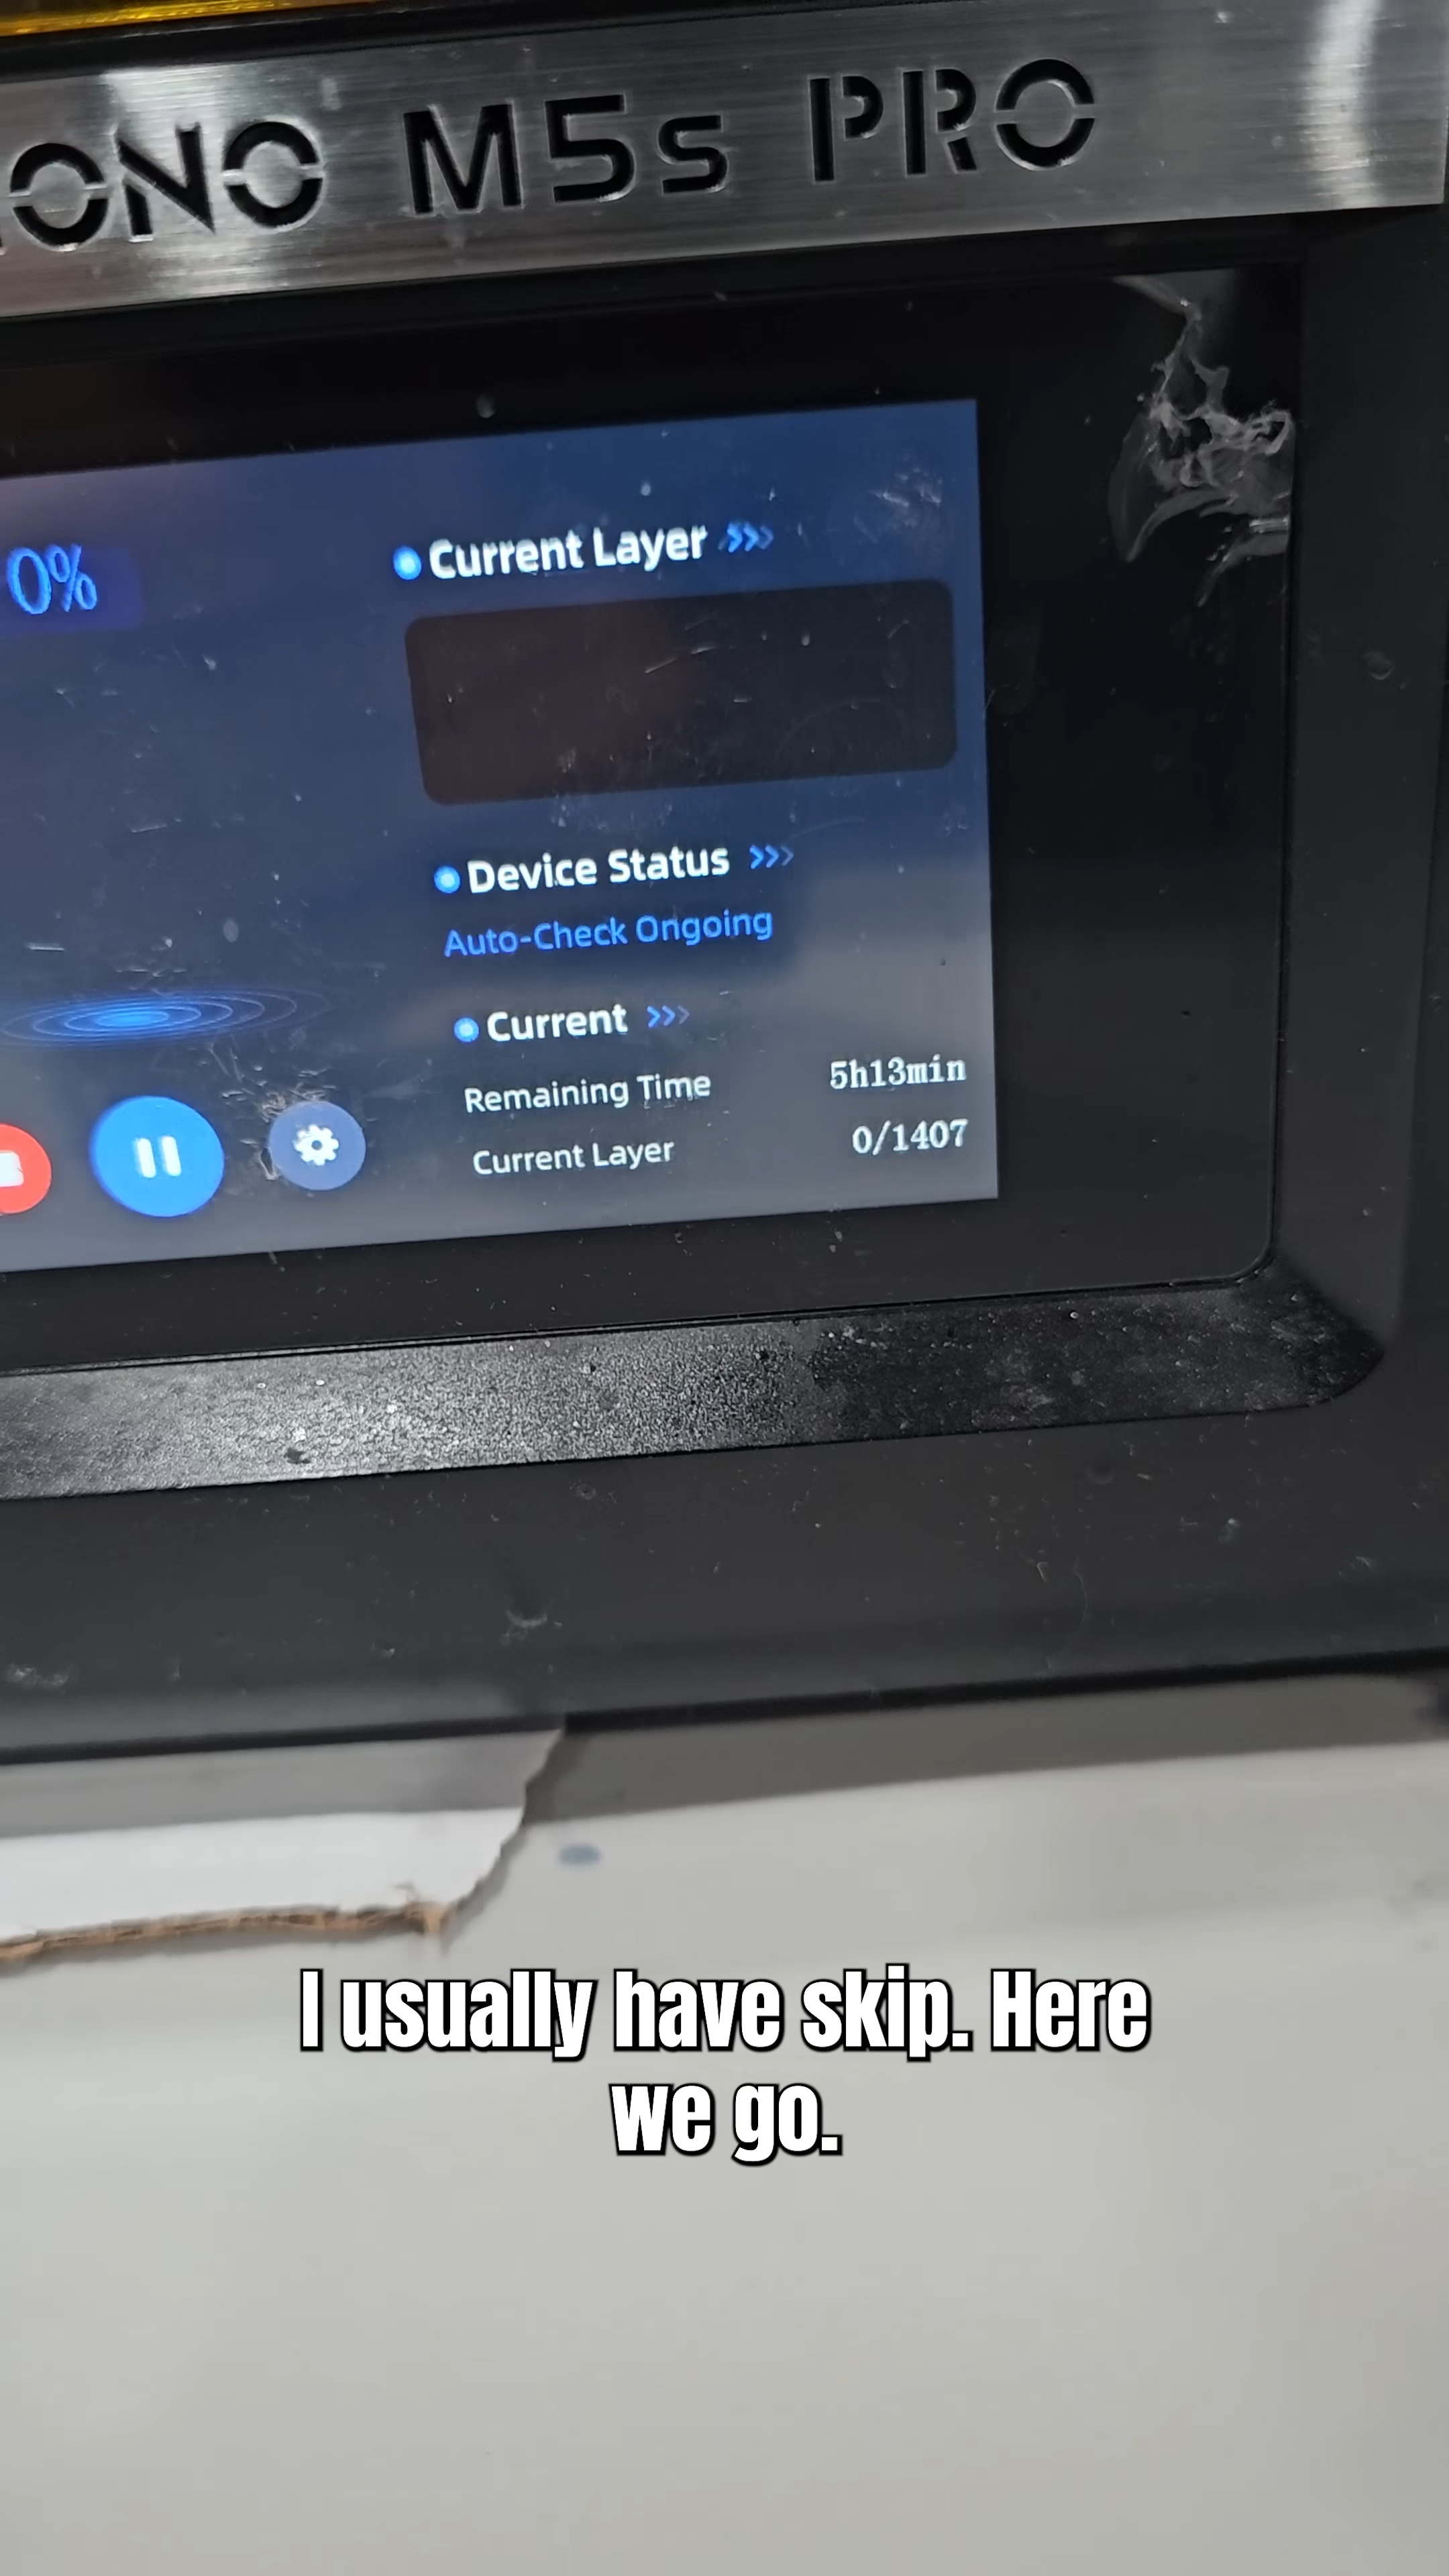 ONO M5s PRO
0%
Current Layer
Device Status
Auto-Check Ongoing
Current
Remaining Time 5h13min
Current Layer 0/1407
I usually have skip. Here
we go.